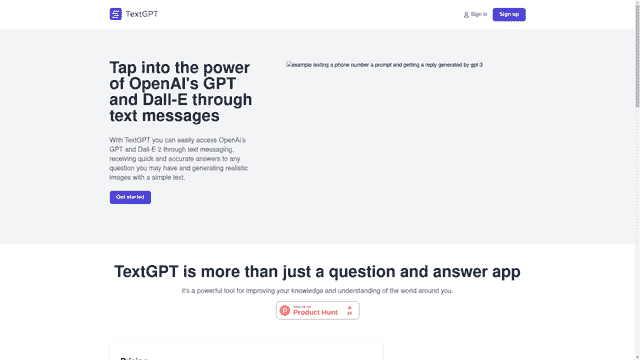 TextGPT
Sign in
Sign up
Tap into the power
of OpenAI's GPT
and Dall-E through
text messages
example texting a phone number a prompt and getting a reply generated by gpt-3
With TextGPT you can easily access OpenAi's
GPT and Dall-E 2 through text messaging,
receiving quick and accurate answers to any
question you may have and generating realistic
images with a simple text.
Get started
TextGPT is more than just a question and answer app
it's a powerful tool for improving your knowledge and understanding of the world around you.
Product Hunt